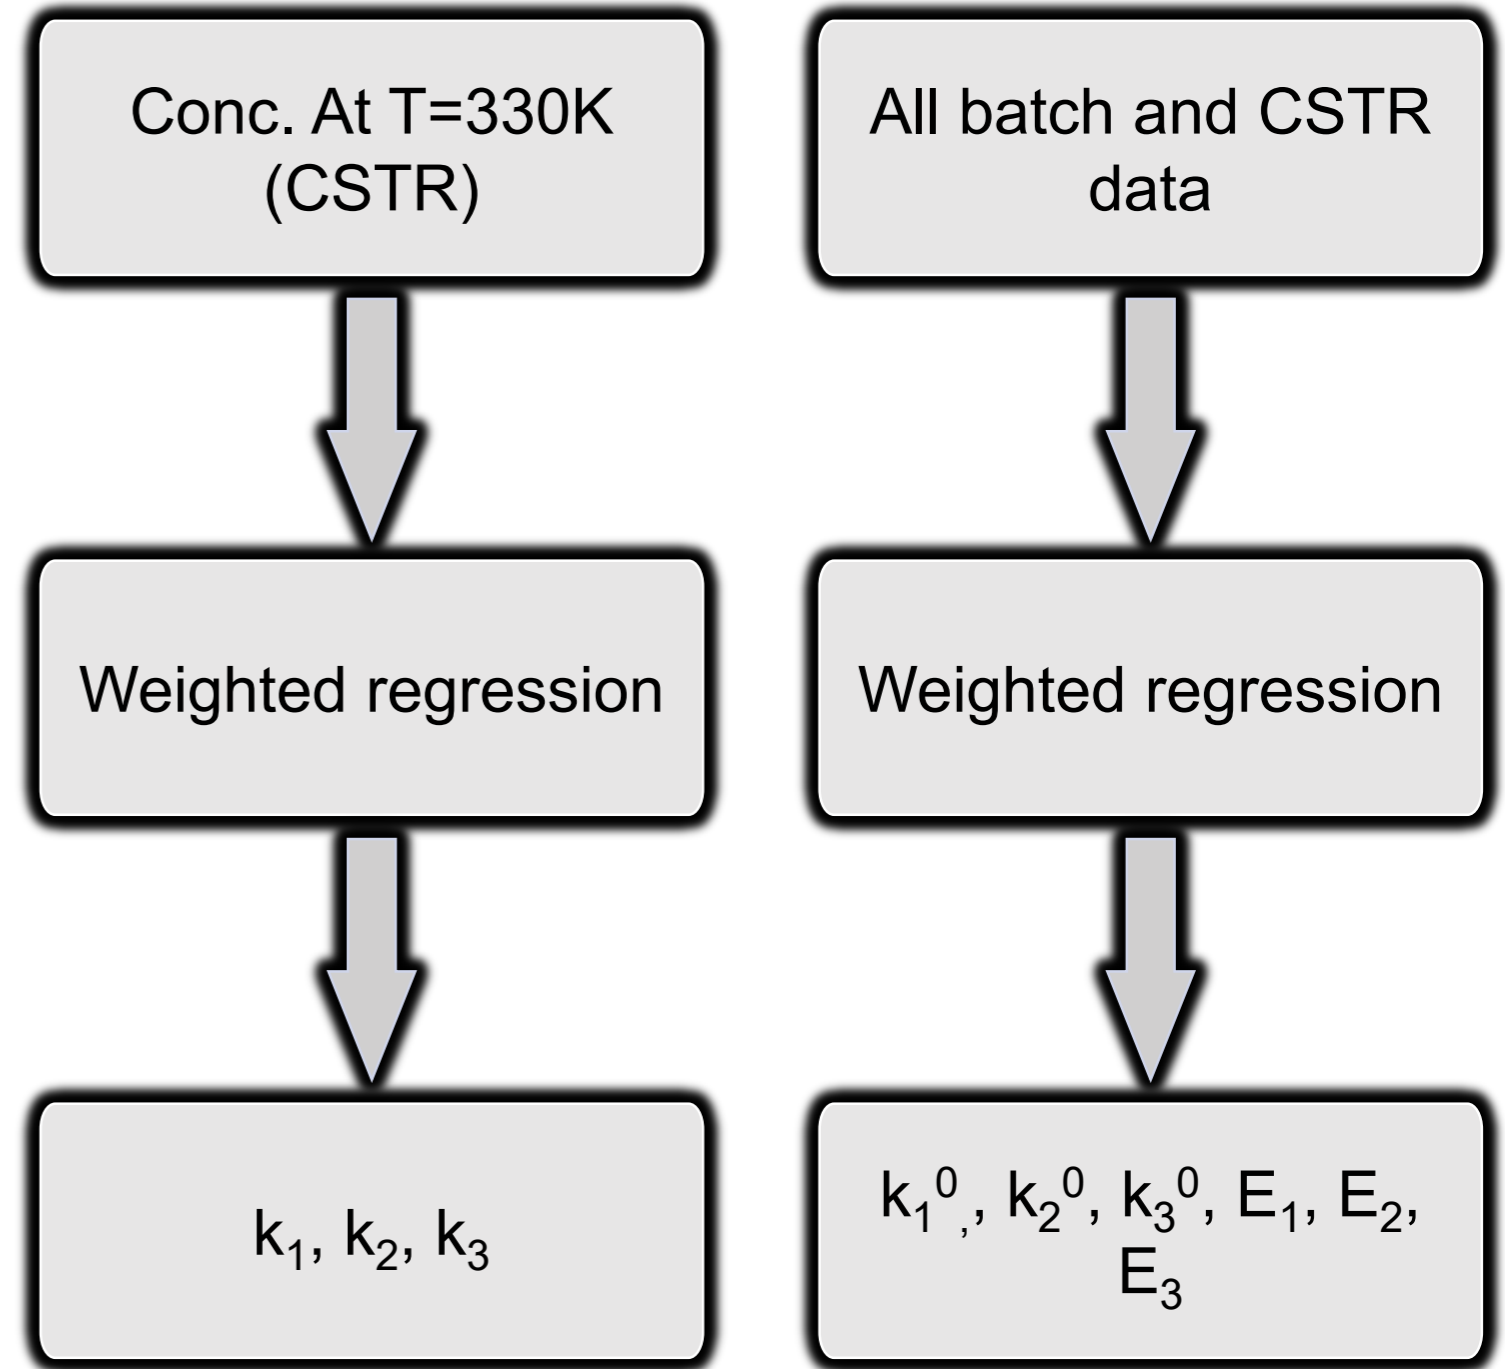 Conc. At T=330K
(CSTR)
Weighted regression
k₁, k₂, k₃
All batch and CSTR
data
Weighted regression
k₁⁰,, k₂⁰, k₃⁰, E₁, E₂,
E₃